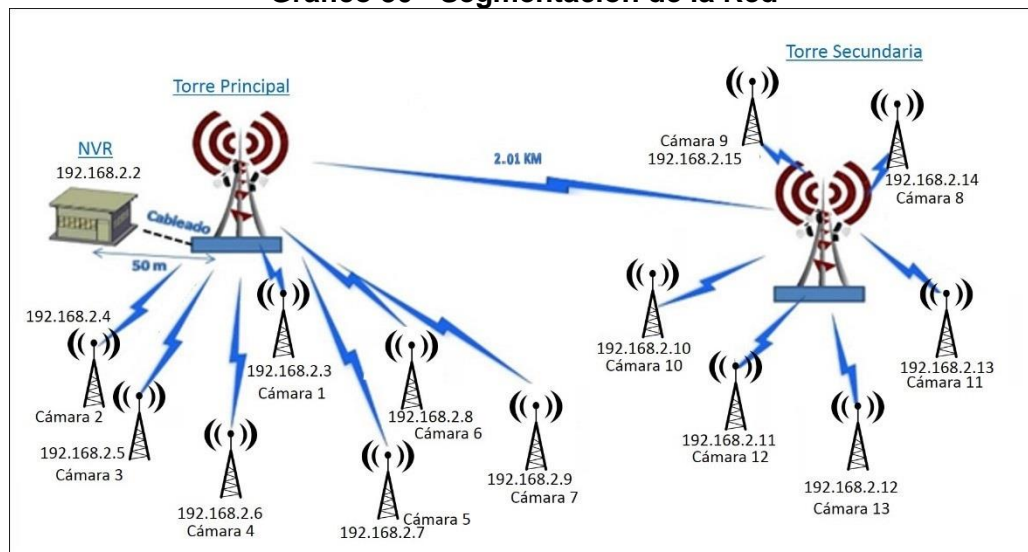 Torre Principal
Torre Secundaria
NVR
192.168.2.2
Cableado
50 m
2.01 KM
Cámara 9
192.168.2.15
192.168.2.14
Cámara 8
192.168.2.4
Cámara 2
192.168.2.5
Cámara 3
192.168.2.6
Cámara 4
192.168.2.3
Cámara 1
192.168.2.8
Cámara 6
Cámara 5
192.168.2.7
192.168.2.9
Cámara 7
192.168.2.10
Cámara 10
192.168.2.13
Cámara 11
192.168.2.11
Cámara 12
192.168.2.12
Cámara 13